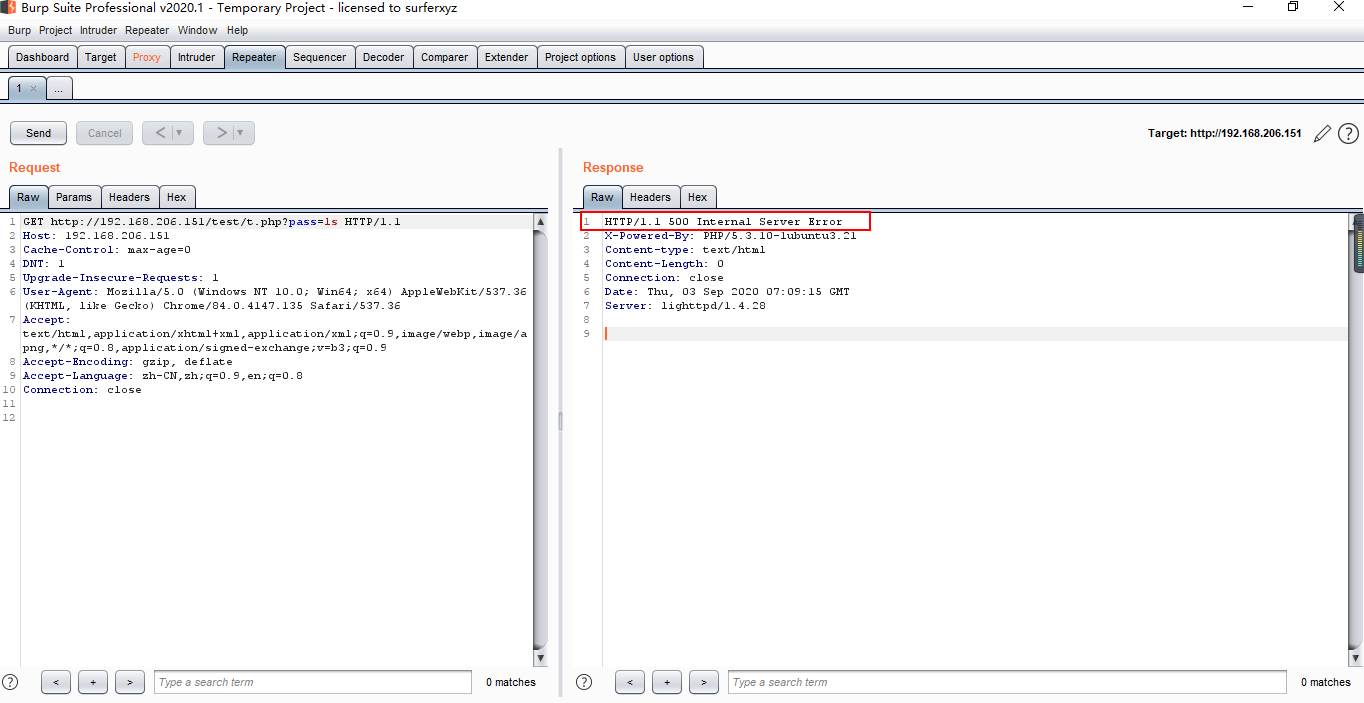 Burp Suite Professional v2020.1 - Temporary Project - licensed to surferxyz
Burp Project Intruder Repeater Window Help
Dashboard Target Proxy Intruder Repeater Sequencer Decoder Comparer Extender Project options User options
1 × ...
Send Cancel < ▼ > ▼ Target: http://192.168.206.151 ?
Request
Raw Params Headers Hex
1 GET http://192.168.206.151/test/t.php?pass=ls HTTP/1.1
2 Host: 192.168.206.151
3 Cache-Control: max-age=0
4 DNT: 1
5 Upgrade-Insecure-Requests: 1
6 User-Agent: Mozilla/5.0 (Windows NT 10.0; Win64; x64) AppleWebKit/537.36
(KHTML, like Gecko) Chrome/84.0.4147.135 Safari/537.36
7 Accept:
text/html,application/xhtml+xml,application/xml;q=0.9,image/webp,image/a
png,*/*;q=0.8,application/signed-exchange;v=b3;q=0.9
8 Accept-Encoding: gzip, deflate
9 Accept-Language: zh-CN,zh;q=0.9,en;q=0.8
10 Connection: close
11
12
? < + > Type a search term 0 matches
Response
Raw Headers Hex
1 HTTP/1.1 500 Internal Server Error
2 X-Powered-By: PHP/5.3.10-1ubuntu3.21
3 Content-type: text/html
4 Content-Length: 0
5 Connection: close
6 Date: Thu, 03 Sep 2020 07:09:15 GMT
7 Server: lighttpd/1.4.28
8
9
? < + > Type a search term 0 matches